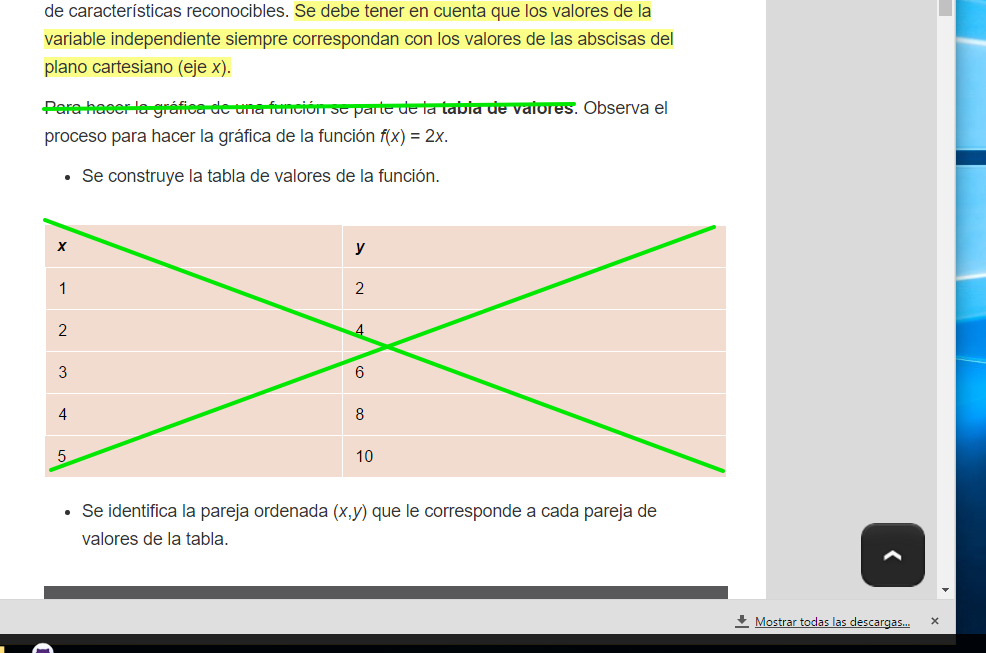 de características reconocibles. Se debe tener en cuenta que los valores de la
variable independiente siempre correspondan con los valores de las abscisas del
plano cartesiano (eje x).
Para hacer la gráfica de una función se parte de la tabla de valores. Observa el
proceso para hacer la gráfica de la función f(x) = 2x.
• Se construye la tabla de valores de la función.
x y
1 2
2 4
3 6
4 8
5 10
• Se identifica la pareja ordenada (x,y) que le corresponde a cada pareja de
valores de la tabla.
Mostrar todas las descargas...